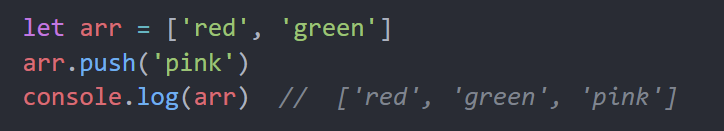 let arr = ['red', 'green']
arr.push('pink')
console.log(arr)  //  ['red', 'green', 'pink']